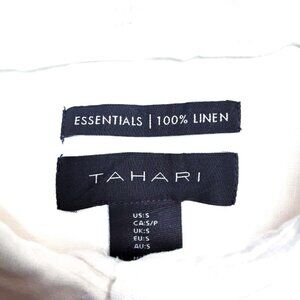 ESSENTIALS | 100% LINEN
TAHARI
US:S
CA:S/P
UK:S
EU:S
AU:S